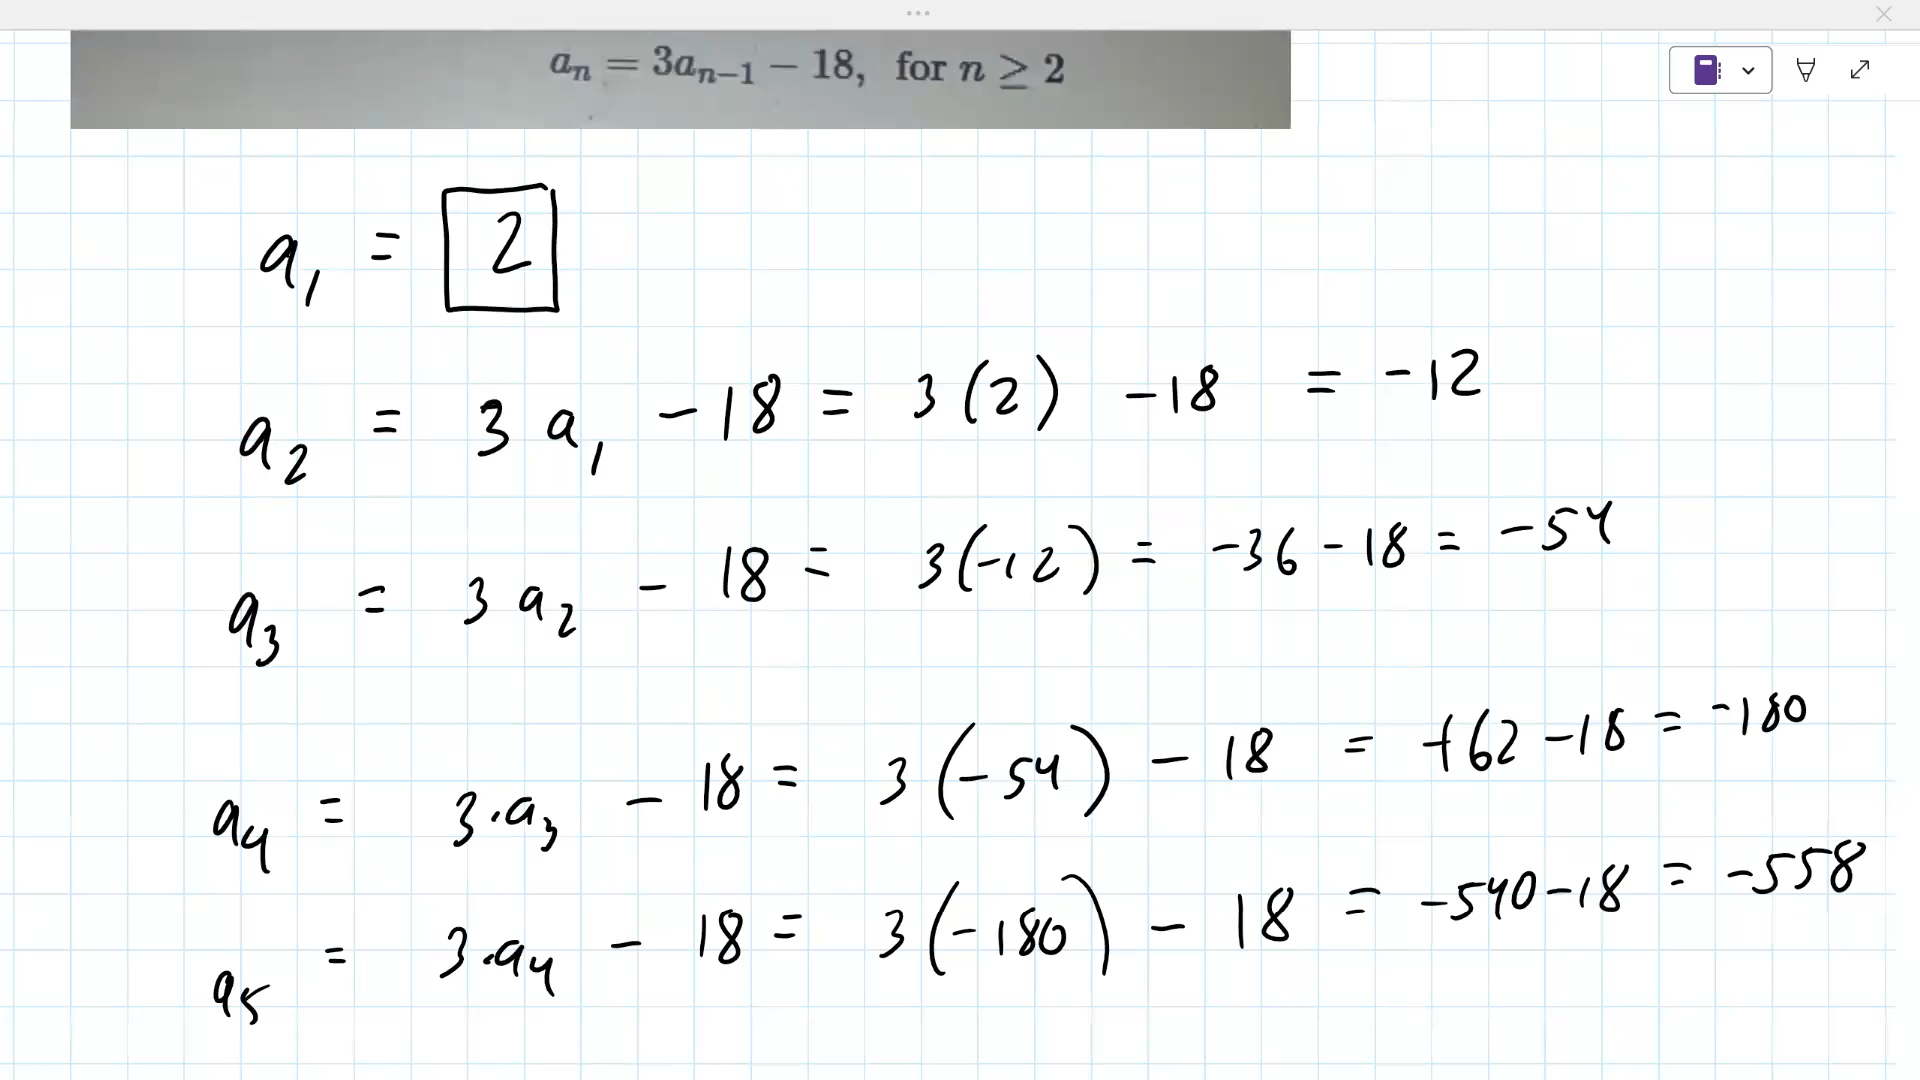 aₙ = 3aₙ₋₁ − 18, for n ≥ 2
a₁ = 2
a₂ = 3 a₁ − 18 = 3(2) − 18 = −12
a₃ = 3 a₂ − 18 = 3(−12) = −36 − 18 = −54
a₄ = 3·a₃ − 18 = 3(−54) − 18 = −162 − 18 = −180
a₅ = 3·a₄ − 18 = 3(−180) − 18 = −540 − 18 = −558